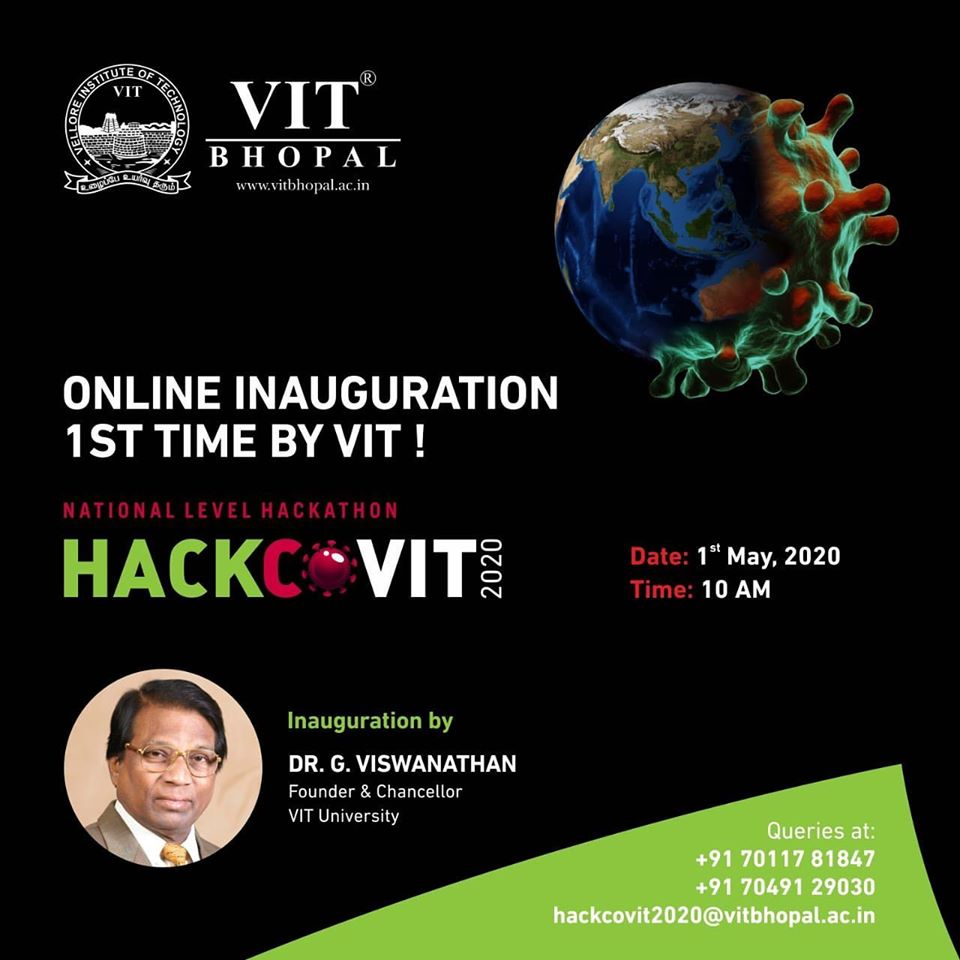 VELLORE INSTITUTE OF TECHNOLOGY
VIT
உழைப்பே உயர்வு தரும்
VIT®
BHOPAL
www.vitbhopal.ac.in
ONLINE INAUGURATION
1ST TIME BY VIT !
NATIONAL LEVEL HACKATHON
HACKCOVIT 2020
Date: 1st May, 2020
Time: 10 AM
Inauguration by
DR. G. VISWANATHAN
Founder & Chancellor
VIT University
Queries at:
+91 70117 81847
+91 70491 29030
hackcovit2020@vitbhopal.ac.in